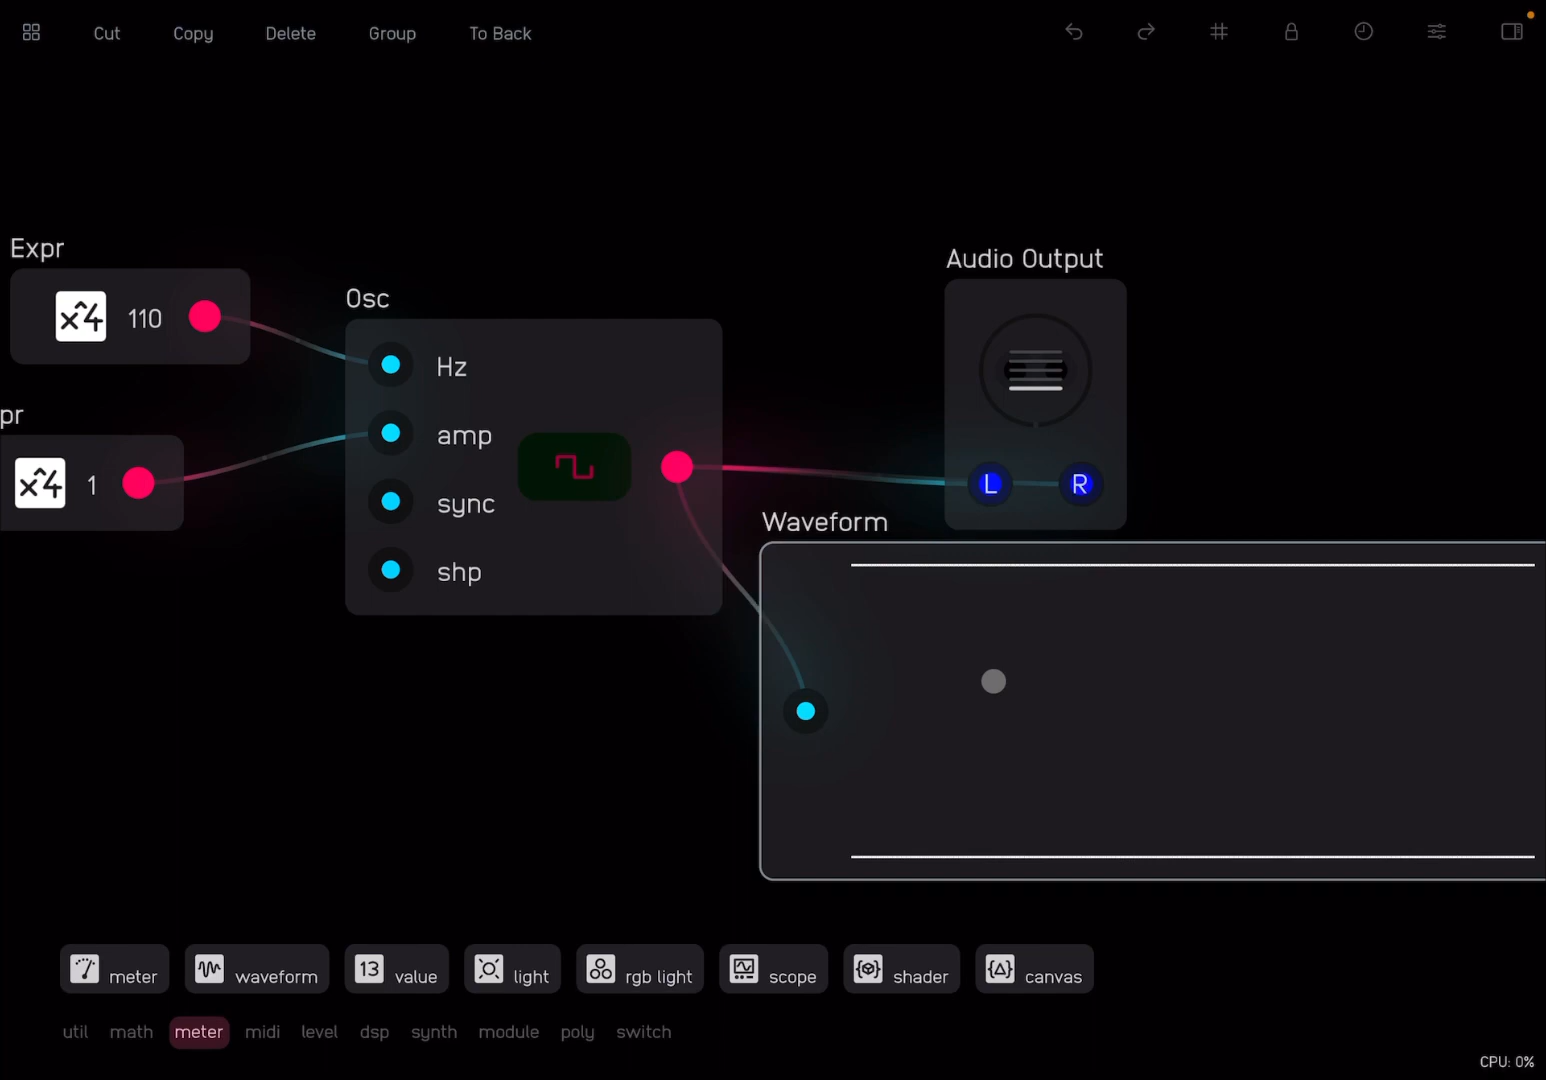 Cut Copy Delete Group To Back
Expr
x^4 110
Osc
Audio Output
Hz
pr
amp
x^4 1
L R
sync
Waveform
shp
meter waveform 13 value light rgb light scope shader canvas
util math meter midi level dsp synth module poly switch
CPU: 0%